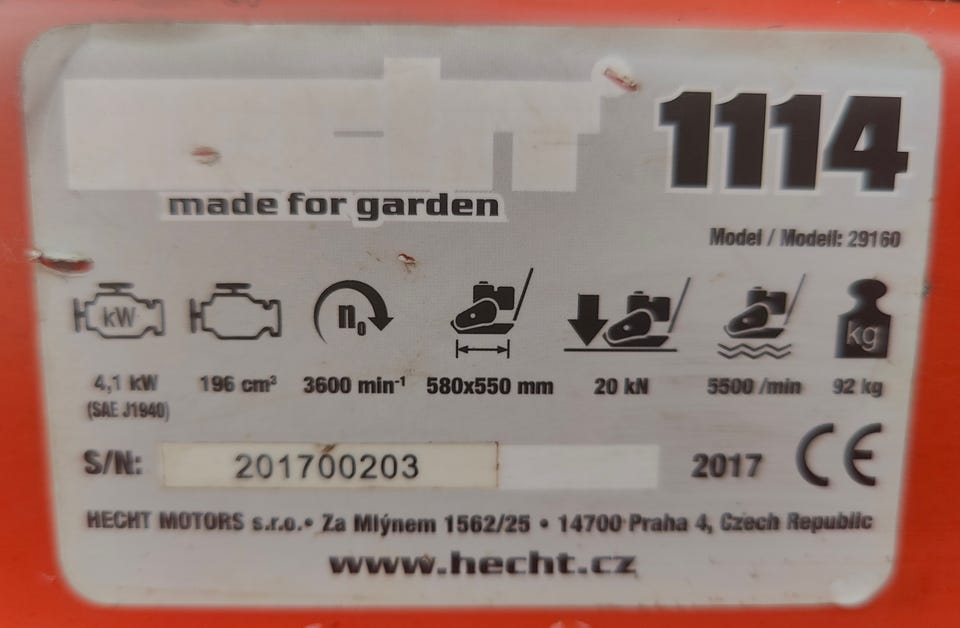 1114
made for garden
Model / Modell: 29160
kW
n₀
kg
4,1 kW 196 cm³ 3600 min⁻¹ 580x550 mm 20 kN 5500 /min 92 kg
(SAE J1940)
S/N: 201700203 2017 CE
HECHT MOTORS s.r.o. • Za Mlýnem 1562/25 • 14700 Praha 4, Czech Republic
www.hecht.cz